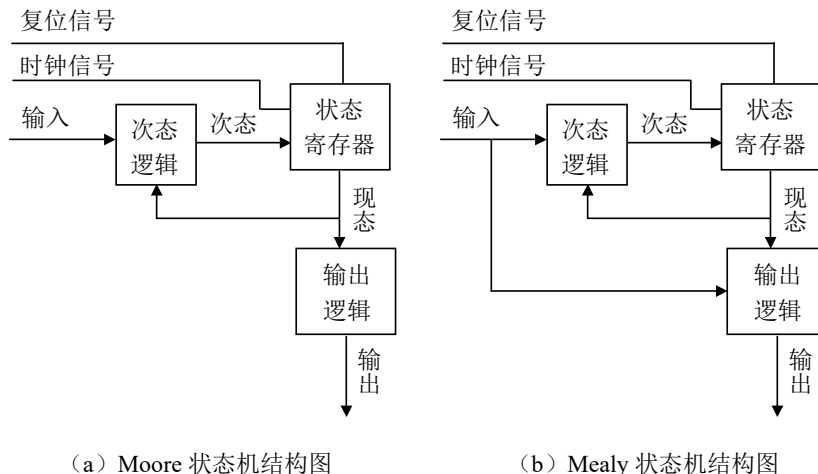 复位信号
时钟信号
输入
次态
逻辑
次态
状态
寄存器
现态
输出
逻辑
输出
（a）Moore 状态机结构图
复位信号
时钟信号
输入
次态
逻辑
次态
状态
寄存器
现态
输出
逻辑
输出
（b）Mealy 状态机结构图